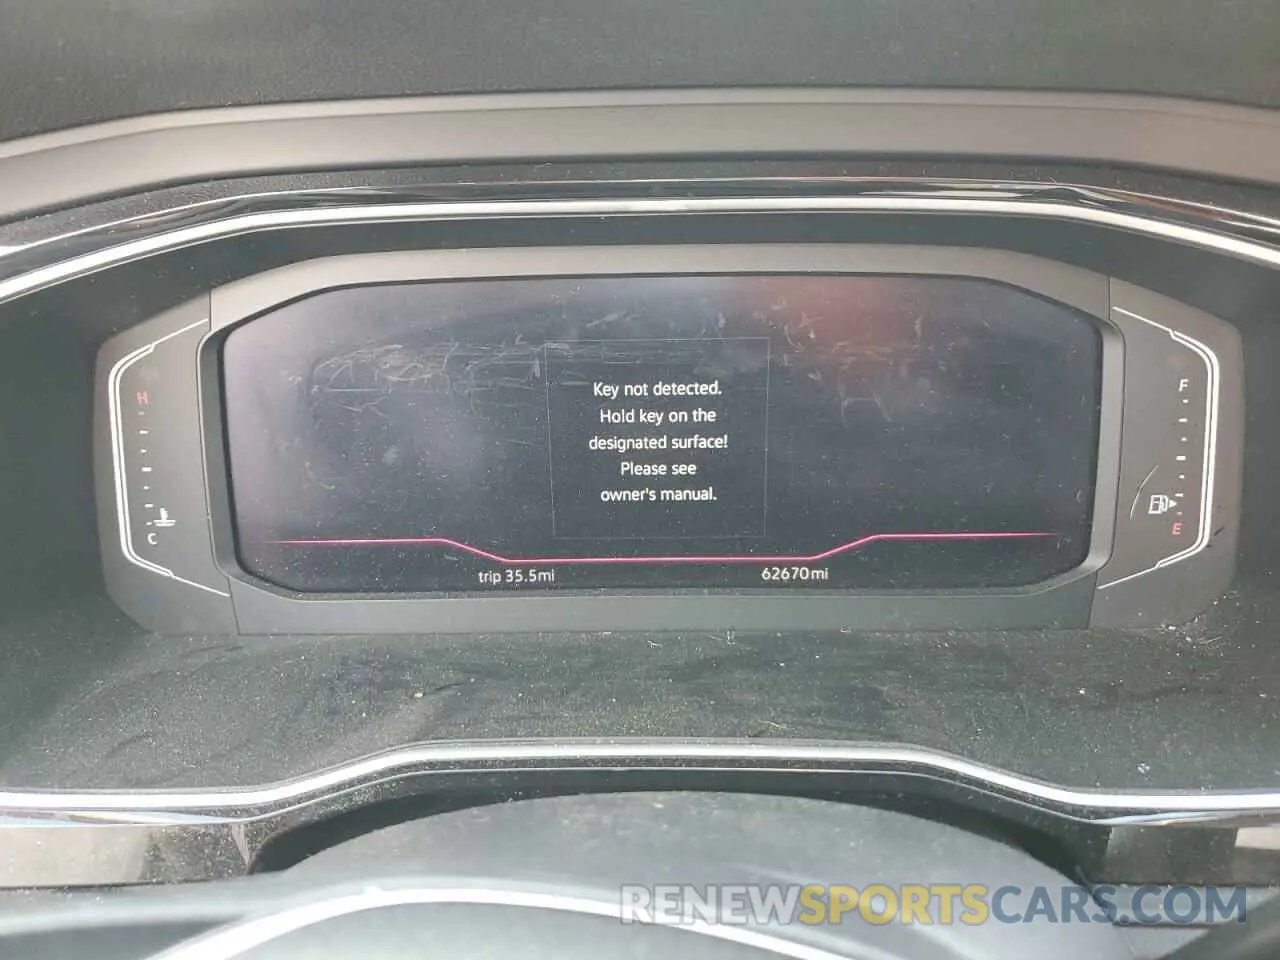 H
F
Key not detected.
Hold key on the
designated surface!
Please see
owner's manual.
C
E
trip 35.5mi
62670mi
RENEWSPORTSCARS.COM